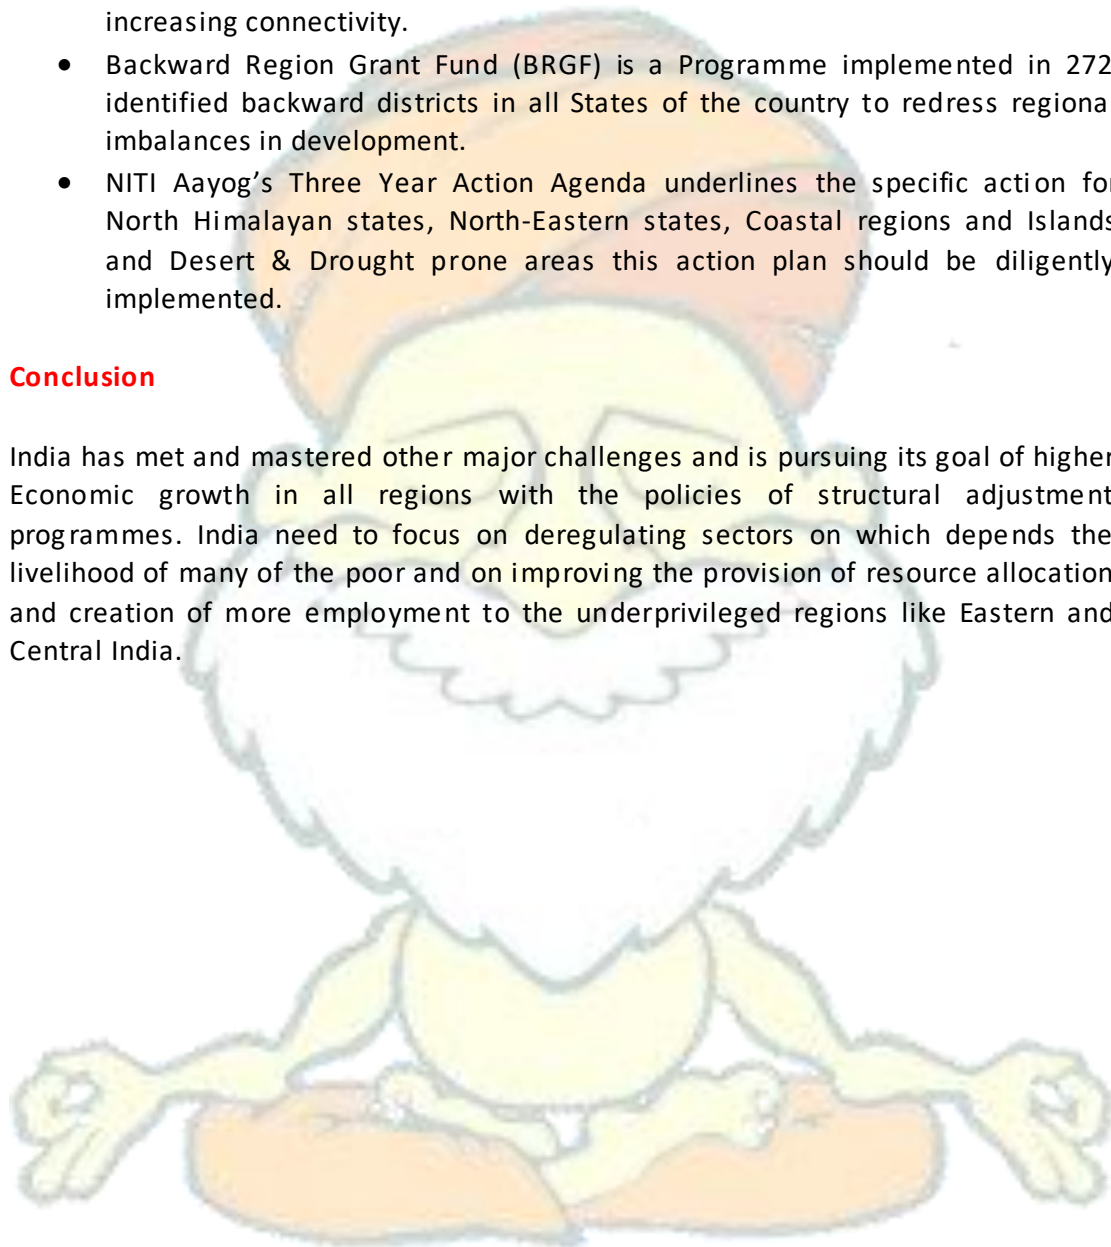 increasing connectivity.
• Backward Region Grant Fund (BRGF) is a Programme implemented in 272
identified backward districts in all States of the country to redress regional
imbalances in development.
• NITI Aayog’s Three Year Action Agenda underlines the specific action for
North Himalayan states, North-Eastern states, Coastal regions and Islands
and Desert & Drought prone areas this action plan should be diligently
implemented.
Conclusion
India has met and mastered other major challenges and is pursuing its goal of higher
Economic growth in all regions with the policies of structural adjustment
programmes. India need to focus on deregulating sectors on which depends the
livelihood of many of the poor and on improving the provision of resource allocation
and creation of more employment to the underprivileged regions like Eastern and
Central India.